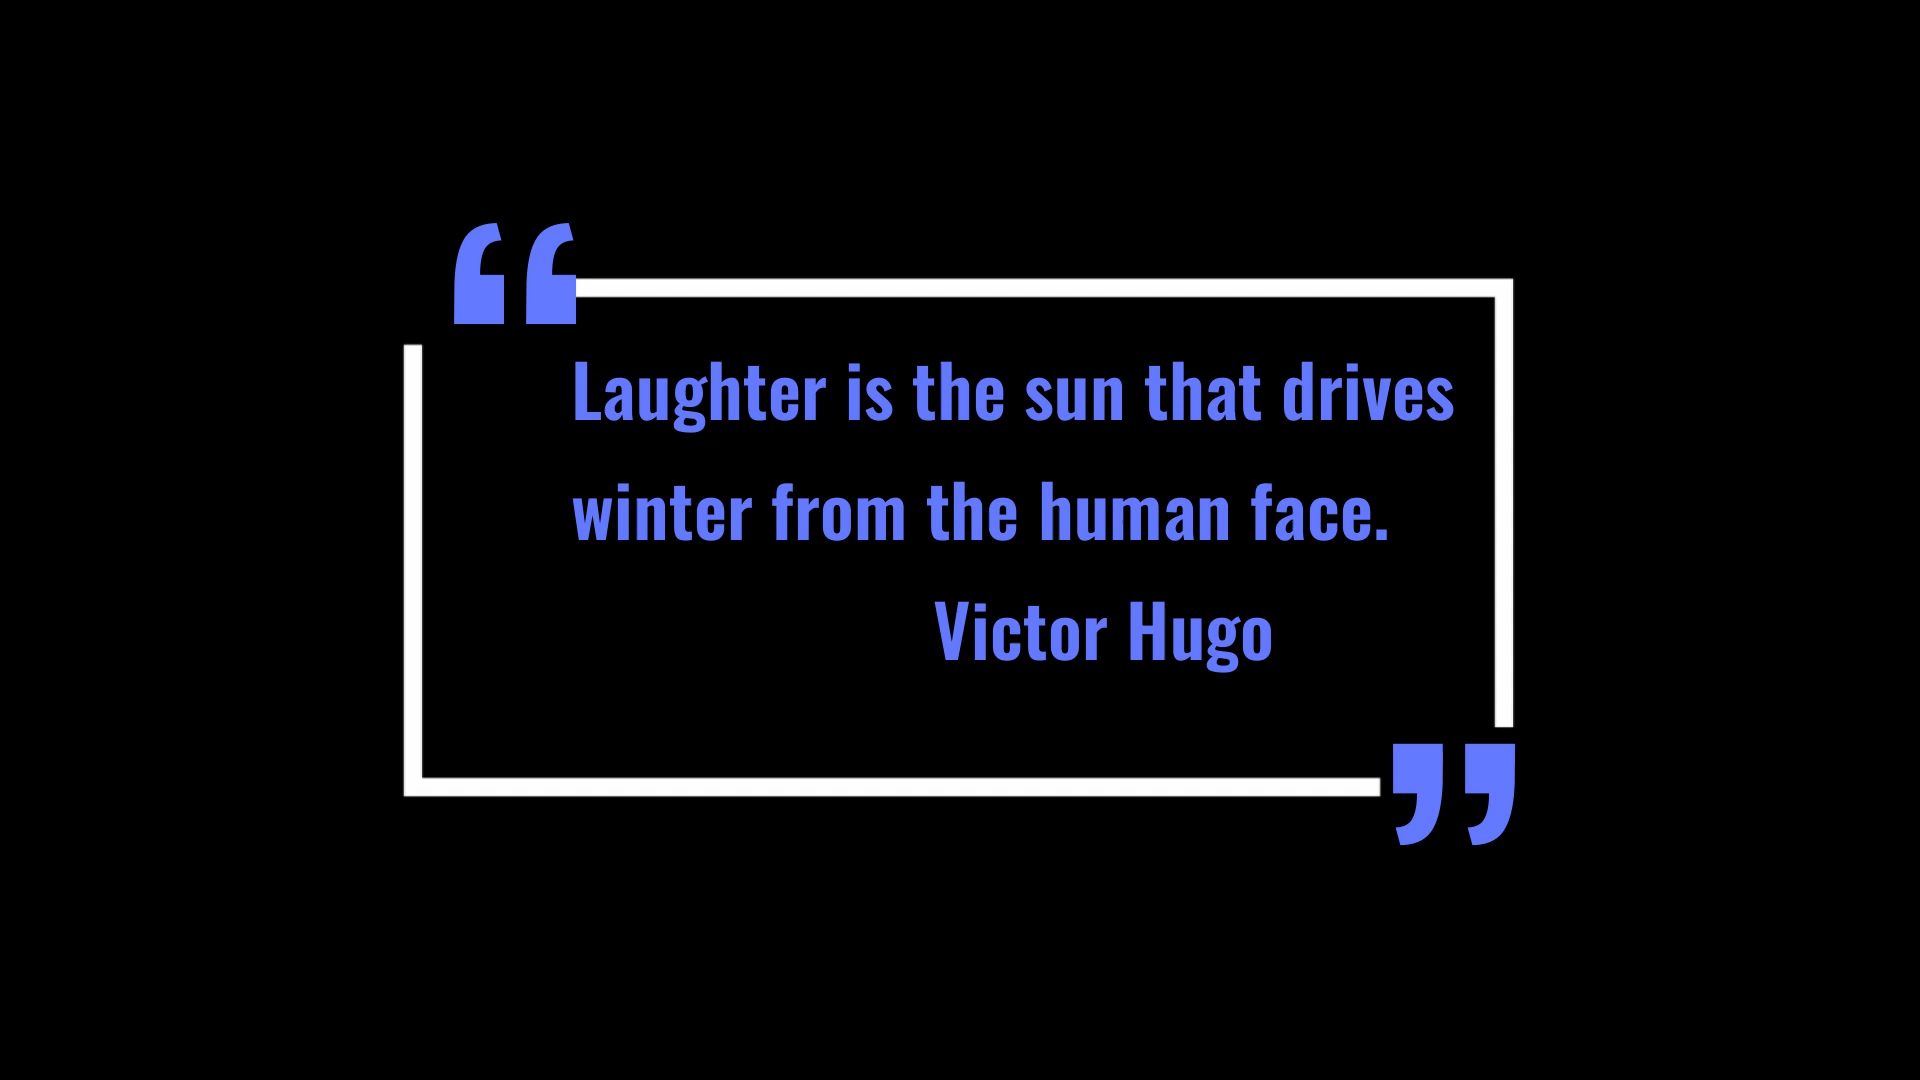 “
Laughter is the sun that drives
winter from the human face.
Victor Hugo
”